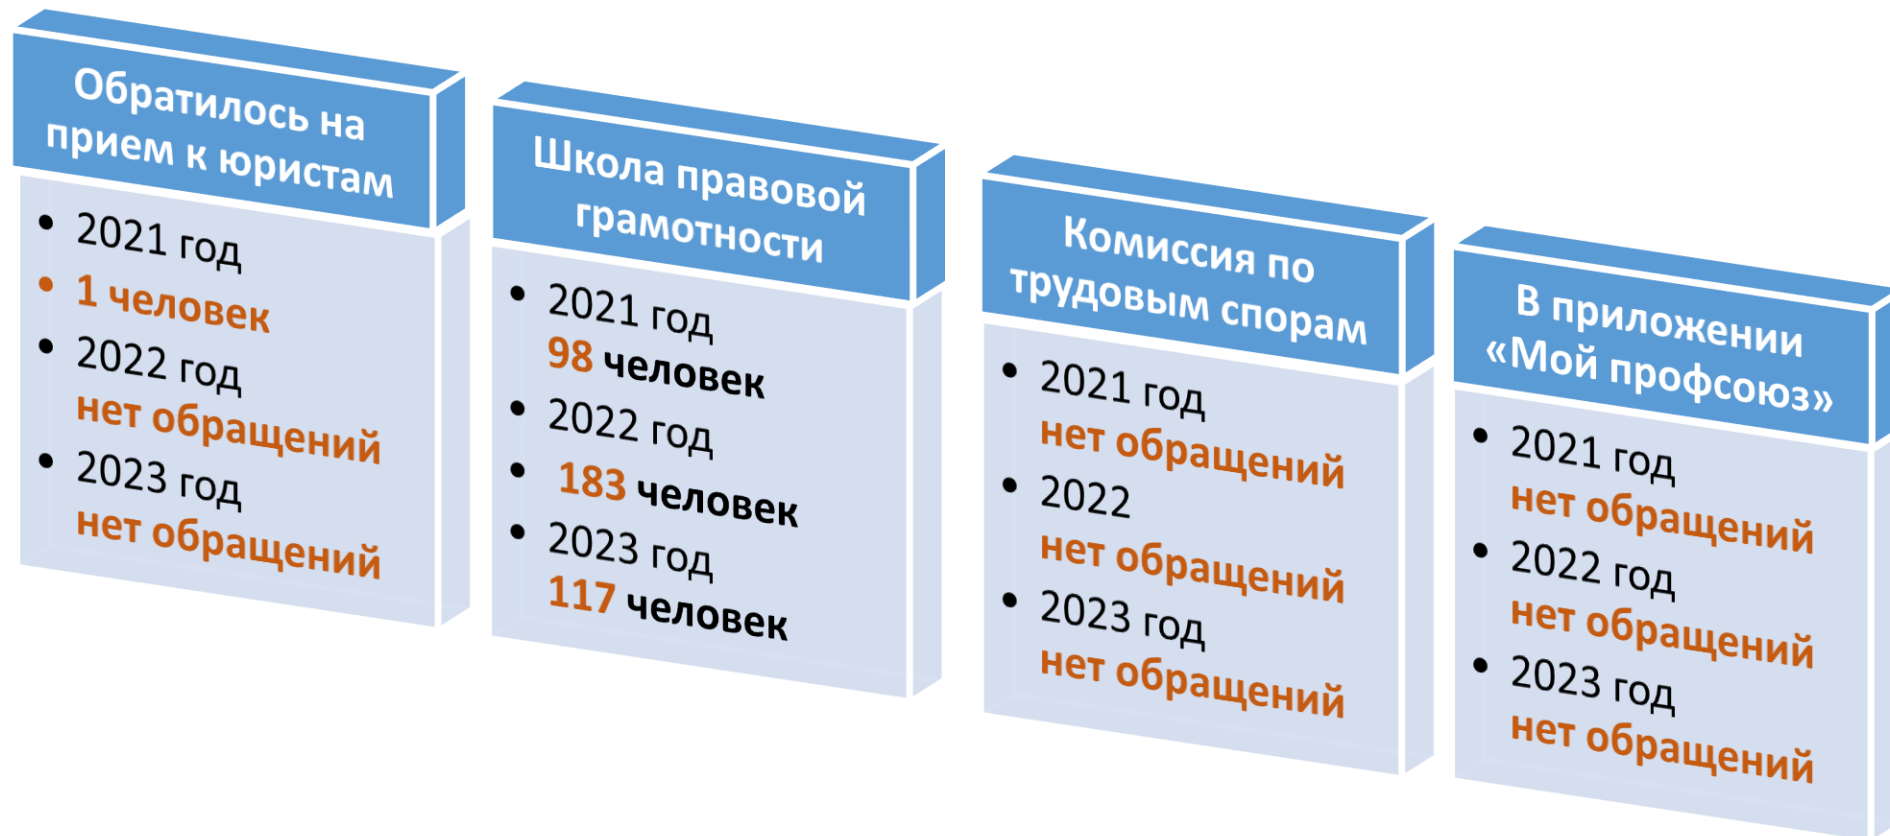 Обратилось на
прием к юристам
• 2021 год
• 1 человек
• 2022 год
нет обращений
• 2023 год
нет обращений
Школа правовой
грамотности
• 2021 год
98 человек
• 2022 год
• 183 человек
• 2023 год
117 человек
Комиссия по
трудовым спорам
• 2021 год
нет обращений
• 2022
нет обращений
• 2023 год
нет обращений
В приложении
«Мой профсоюз»
• 2021 год
нет обращений
• 2022 год
нет обращений
• 2023 год
нет обращений